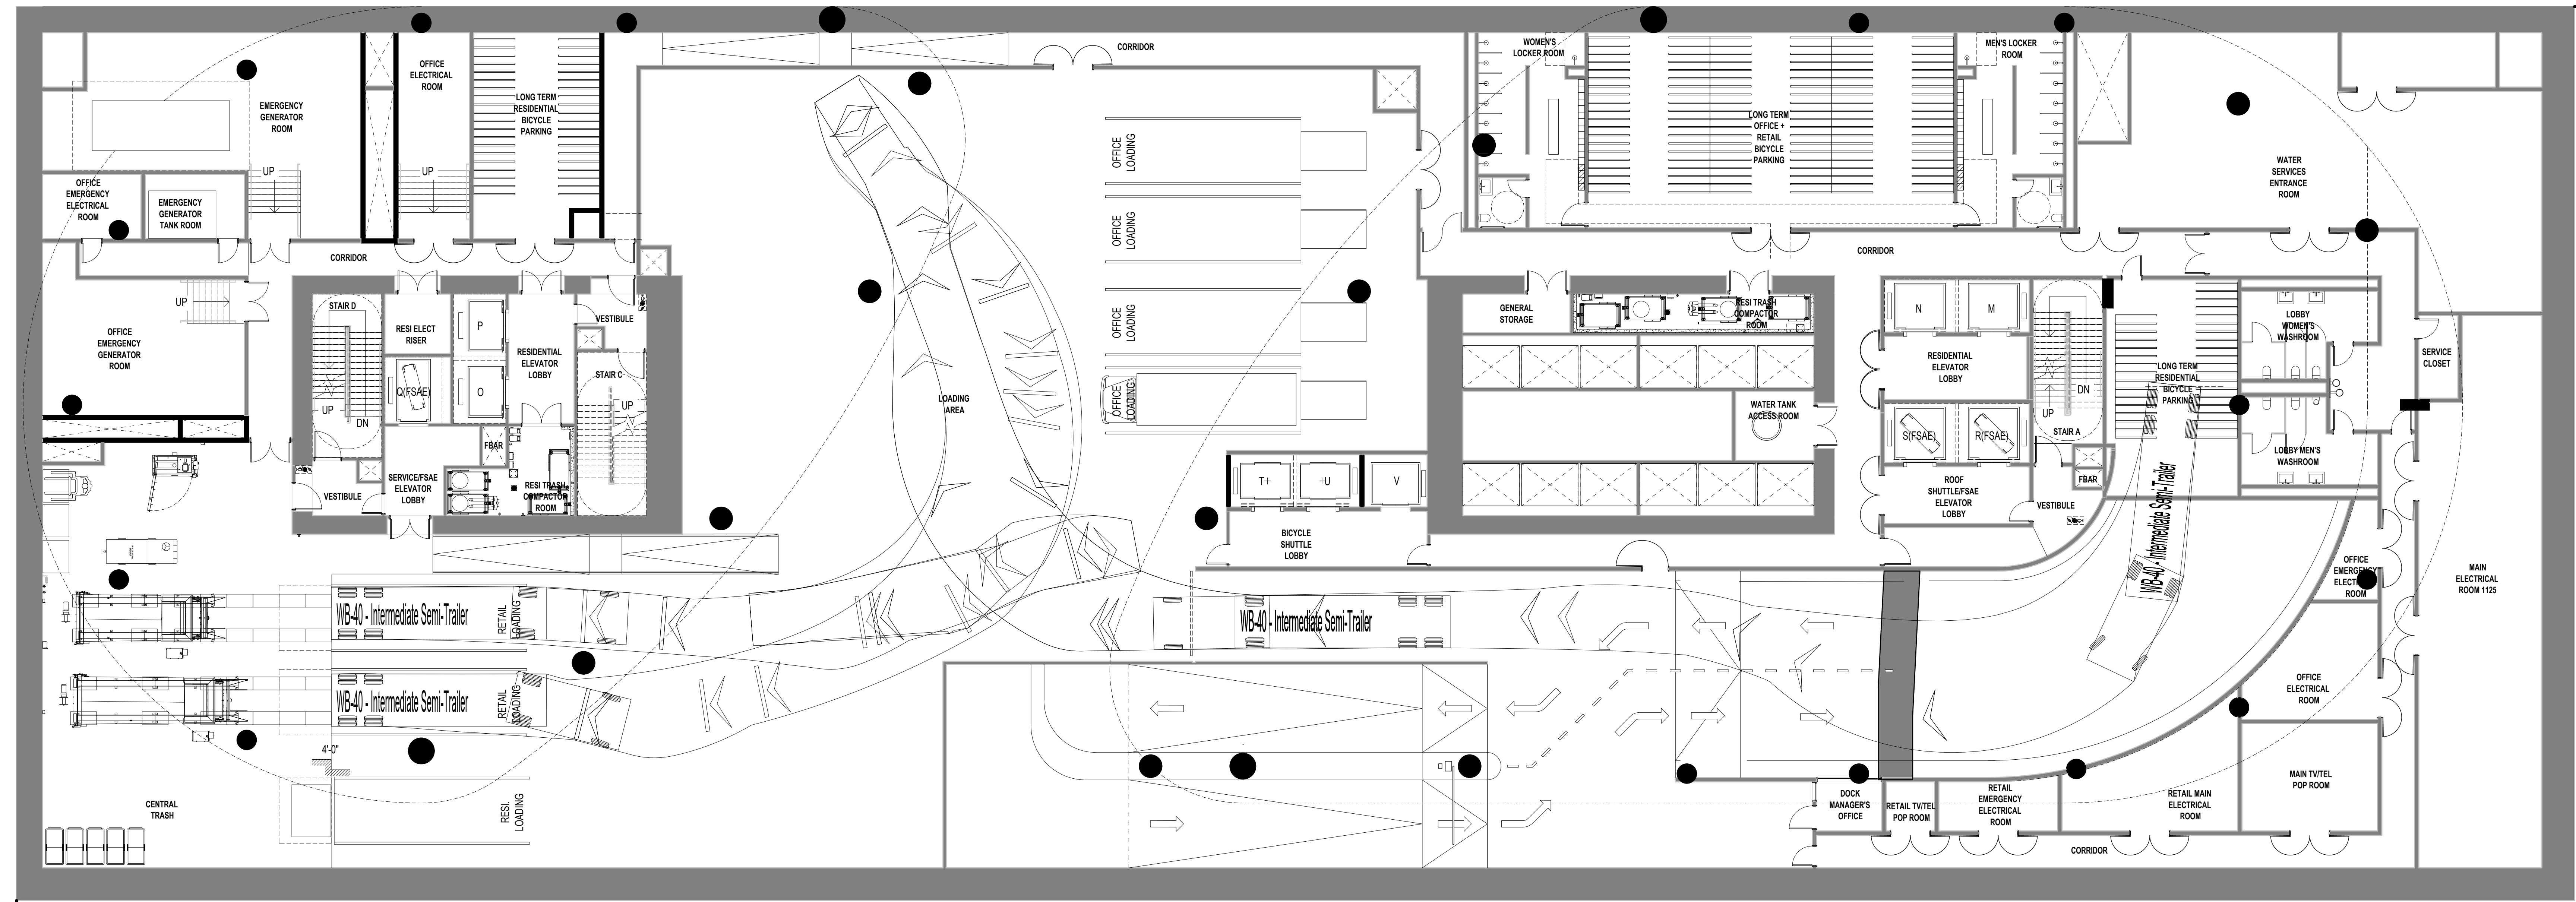 CORRIDOR
WOMEN'S
LOCKER ROOM
MEN'S LOCKER
ROOM
OFFICE
ELECTRICAL
ROOM
EMERGENCY
GENERATOR
ROOM
LONG TERM
RESIDENTIAL
BICYCLE
PARKING
LONG TERM
OFFICE +
RETAIL
BICYCLE
PARKING
OFFICE
LOADING
WATER
SERVICES
ENTRANCE
ROOM
UP
UP
OFFICE
EMERGENCY
ELECTRICAL
ROOM
EMERGENCY
GENERATOR
TANK ROOM
OFFICE
LOADING
CORRIDOR
CORRIDOR
UP
STAIR D
RESI ELECT
RISER
P
VESTIBULE
RESIDENTIAL
ELEVATOR
LOBBY
OFFICE
EMERGENCY
GENERATOR
ROOM
OFFICE
LOADING
GENERAL
STORAGE
RESI TRASH
COMPACTOR
ROOM
N
M
LOBBY
WOMEN'S
WASHROOM
SERVICE
CLOSET
RESIDENTIAL
ELEVATOR
LOBBY
LONG TERM
RESIDENTIAL
BICYCLE
PARKING
STAIR C
Q(FSAE)
O
UP
DN
UP
LOADING
AREA
OFFICE
LOADING
WATER TANK
ACCESS ROOM
DN
UP
STAIR A
S(FSAE)
R(FSAE)
FBAR
SERVICE/FSAE
ELEVATOR
LOBBY
VESTIBULE
RESI TRASH
COMPACTOR
ROOM
T
U
V
ROOF
SHUTTLE/FSAE
ELEVATOR
LOBBY
FBAR
VESTIBULE
LOBBY MEN'S
WASHROOM
BICYCLE
SHUTTLE
LOBBY
WB-40 - Intermediate Semi-Trailer
WB-40 - Intermediate Semi-Trailer
OFFICE
EMERGENCY
ELECTRICAL
ROOM
MAIN
ELECTRICAL
ROOM 1125
WB-40 - Intermediate Semi-Trailer
RETAIL
LOADING
WB-40 - Intermediate Semi-Trailer
WB-40 - Intermediate Semi-Trailer
RETAIL
LOADING
OFFICE
ELECTRICAL
ROOM
4'-0"
CENTRAL
TRASH
RESI.
LOADING
DOCK
MANAGER'S
OFFICE
RETAIL TV/TEL
POP ROOM
RETAIL
EMERGENCY
ELECTRICAL
ROOM
RETAIL MAIN
ELECTRICAL
ROOM
MAIN TV/TEL
POP ROOM
CORRIDOR